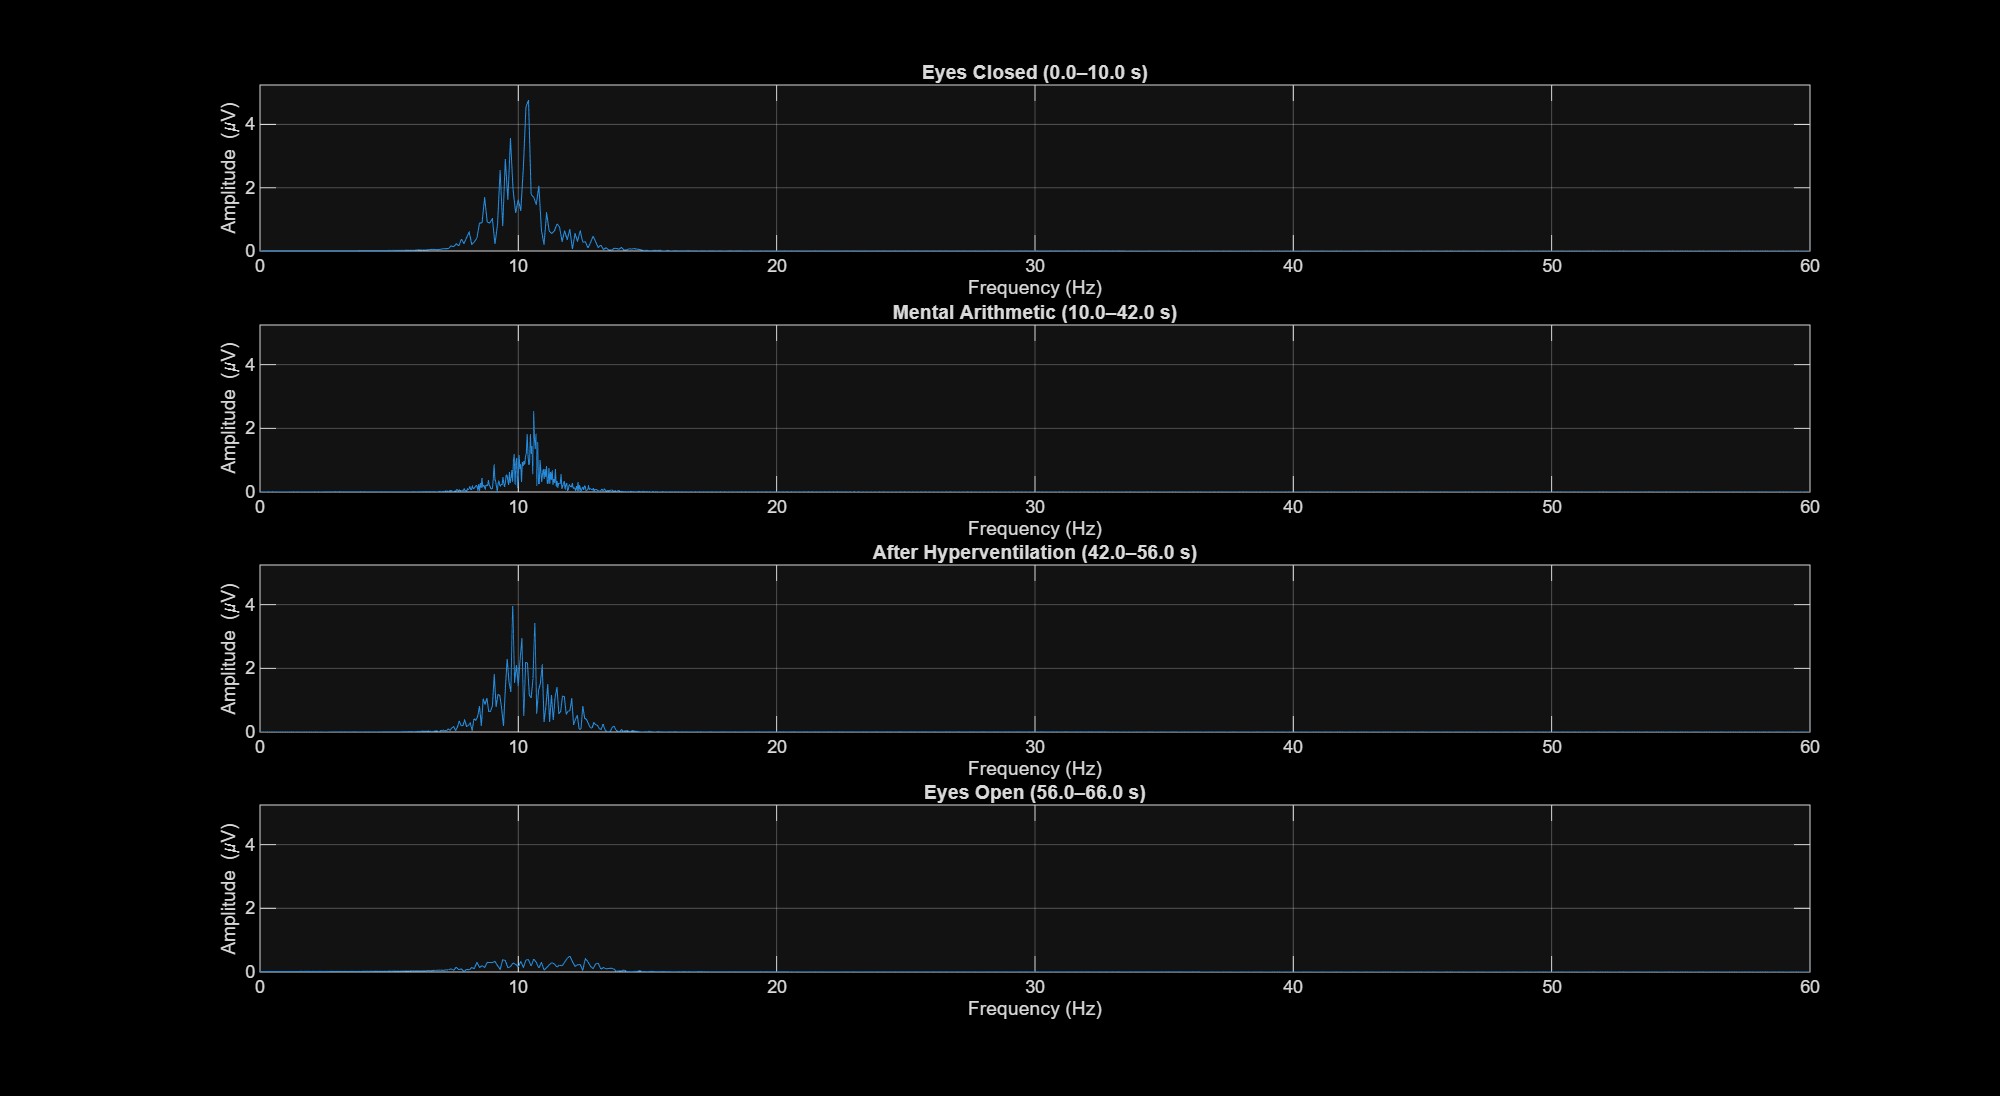 Eyes Closed (0.0–10.0 s)
Amplitude (μV)
4
2
0
0 10 20 30 40 50 60
Frequency (Hz)
Mental Arithmetic (10.0–42.0 s)
Amplitude (μV)
4
2
0
0 10 20 30 40 50 60
Frequency (Hz)
After Hyperventilation (42.0–56.0 s)
Amplitude (μV)
4
2
0
0 10 20 30 40 50 60
Frequency (Hz)
Eyes Open (56.0–66.0 s)
Amplitude (μV)
4
2
0
0 10 20 30 40 50 60
Frequency (Hz)